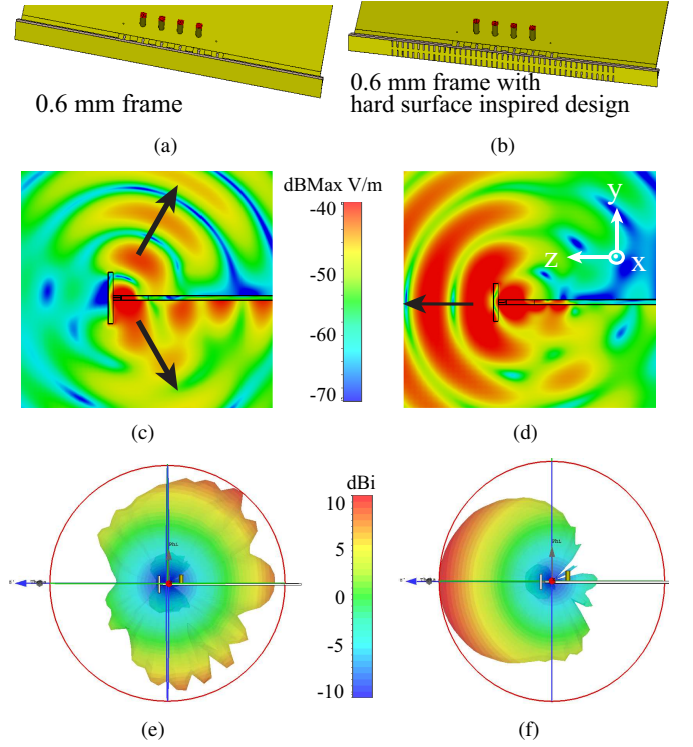 0.6 mm frame
0.6 mm frame with
hard surface inspired design
(a)
(b)
dBMax V/m
-40
-50
-60
-70
y
z
x
(c)
(d)
dBi
10
5
0
-5
-10
(e)
(f)